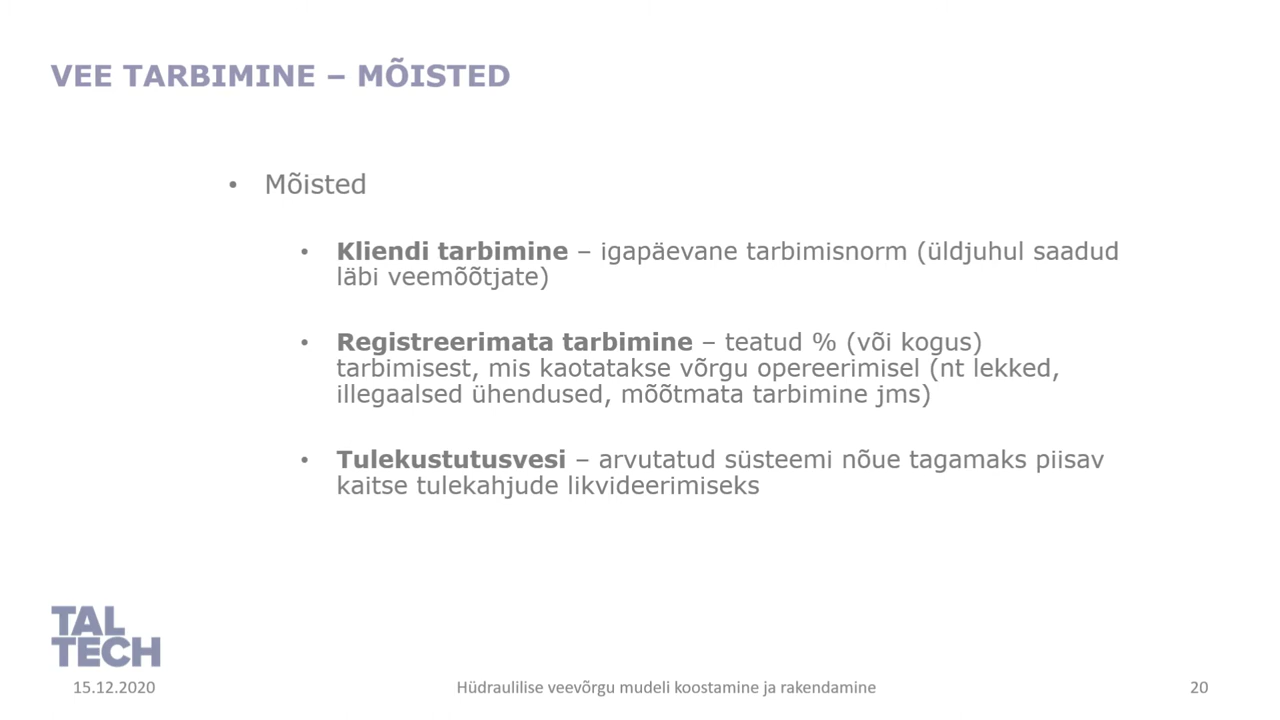 VEE TARBIMINE – MÕISTED
• Mõisted
• Kliendi tarbimine – igapäevane tarbimisnorm (üldjuhul saadud
läbi veemõõtjate)
• Registreerimata tarbimine – teatud % (või kogus)
tarbimisest, mis kaotatakse võrgu opereerimisel (nt lekked,
illegaalsed ühendused, mõõtmata tarbimine jms)
• Tulekustutusvesi – arvutatud süsteemi nõue tagamaks piisav
kaitse tulekahjude likvideerimiseks
TAL
TECH
15.12.2020 Hüdraulilise veevõrgu mudeli koostamine ja rakendamine 20